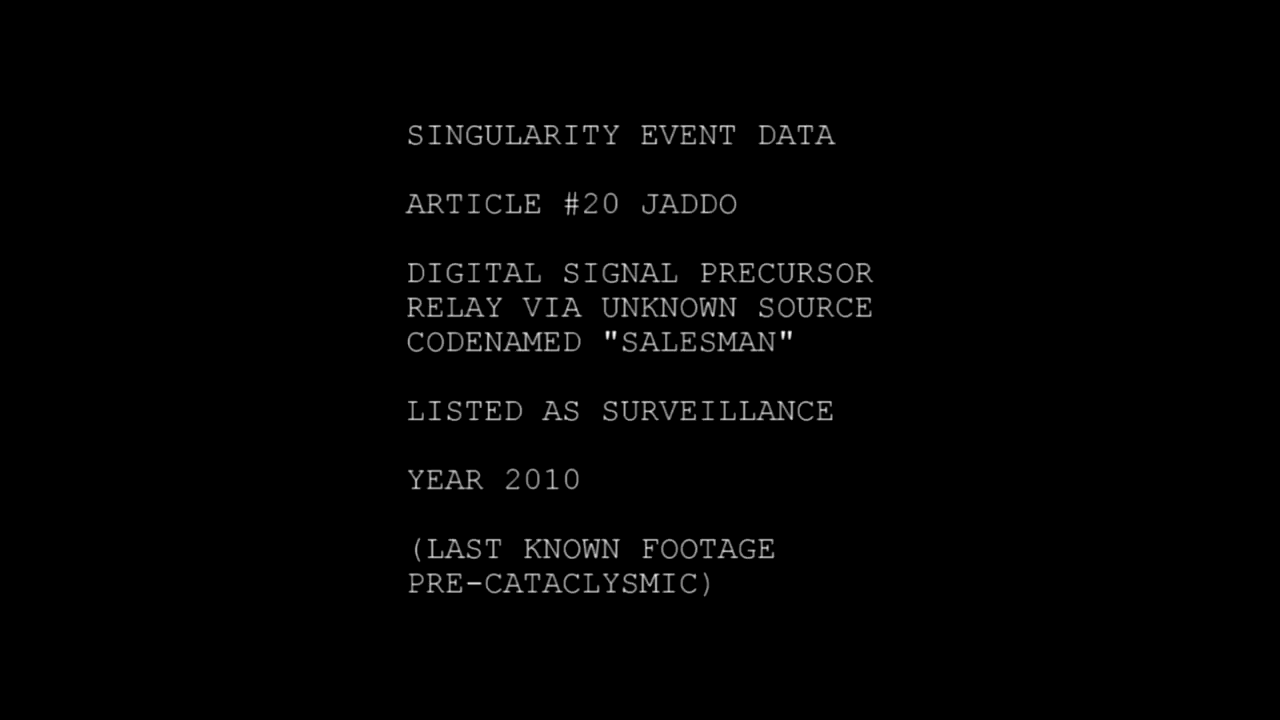 SINGULARITY EVENT DATA
ARTICLE #20 JADDO
DIGITAL SIGNAL PRECURSOR
RELAY VIA UNKNOWN SOURCE
CODENAMED "SALESMAN"
LISTED AS SURVEILLANCE
YEAR 2010
(LAST KNOWN FOOTAGE
PRE-CATACLYSMIC)